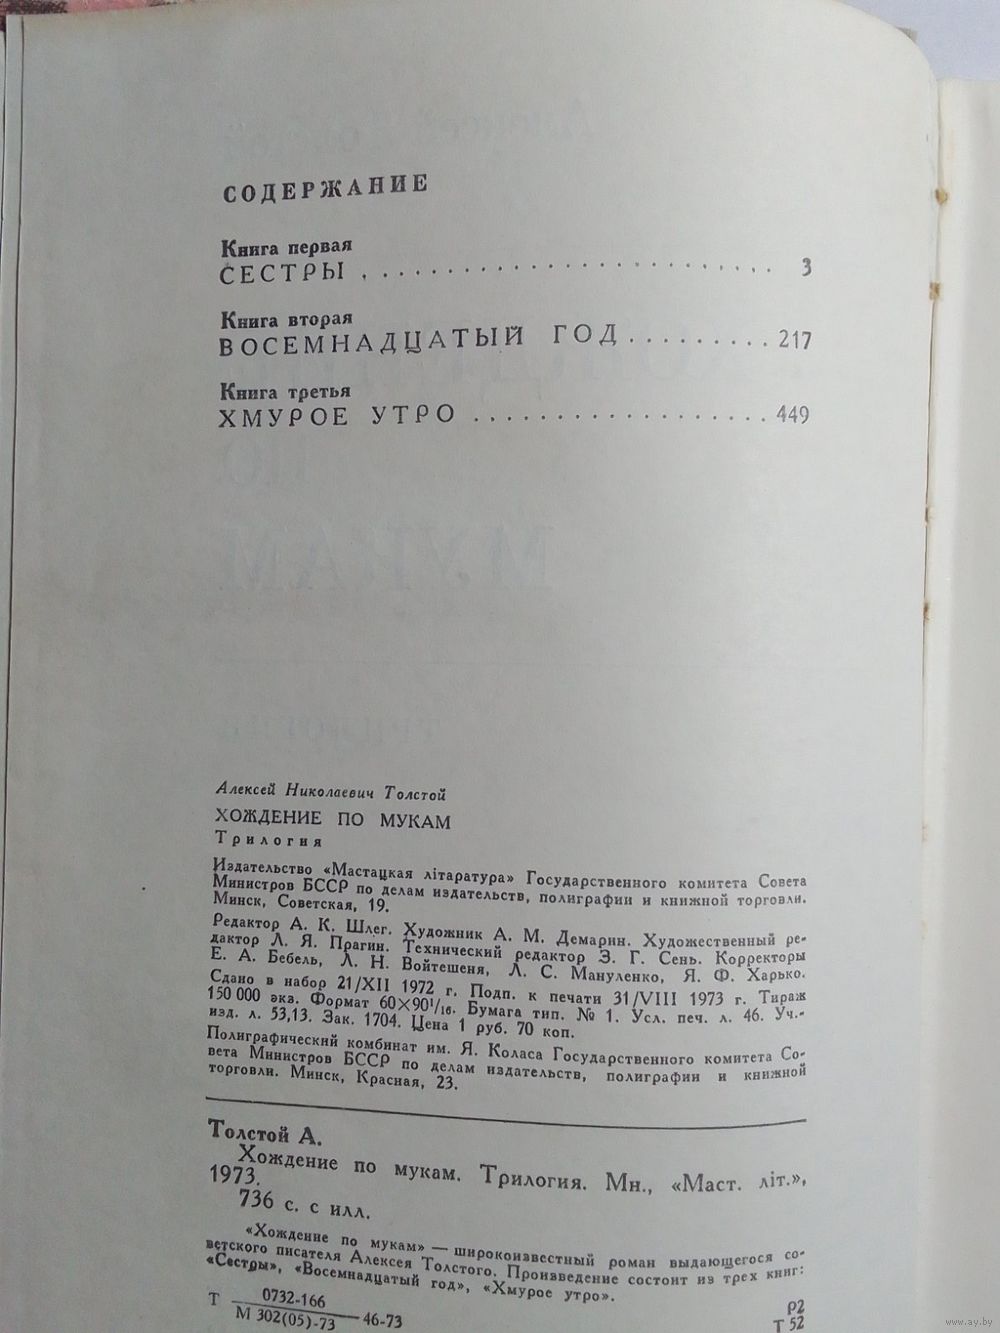 СОДЕРЖАНИЕ
Книга первая
СЕСТРЫ . . . . . . . . . . . . . . . . . . . . . . . . . . 3
Книга вторая
ВОСЕМНАДЦАТЫЙ ГОД . . . . . . . . . 217
Книга третья
ХМУРОЕ УТРО . . . . . . . . . . . . . . . . . . 449
Алексей Николаевич Толстой
ХОЖДЕНИЕ ПО МУКАМ
Трилогия
Издательство «Мастацкая літаратура» Государственного комитета Совета
Министров БССР по делам издательств, полиграфии и книжной торговли.
Минск, Советская, 19.
Редактор А. К. Шлег. Художник А. М. Демарин. Художественный ре-
дактор Л. Я. Прагин. Технический редактор З. Г. Сень. Корректоры
Е. А. Бебель, Л. Н. Войтешеня, Л. С. Мануленко, Я. Ф. Харько.
Сдано в набор 21/XII 1972 г. Подп. к печати 31/VIII 1973 г. Тираж
150 000 экз. Формат 60×90¹/₁₆. Бумага тип. № 1. Усл. печ. л. 46. Уч.-
изд. л. 53,13. Зак. 1704. Цена 1 руб. 70 коп.
Полиграфический комбинат им. Я. Коласа Государственного комитета Со-
вета Министров БССР по делам издательств, полиграфии и книжной
торговли. Минск, Красная, 23.
Толстой А.
Хождение по мукам. Трилогия. Мн., «Маст. літ.»,
1973.
736 с. с илл.
«Хождение по мукам» — широкоизвестный роман выдающегося со-
ветского писателя Алексея Толстого. Произведение состоит из трех книг:
«Сестры», «Восемнадцатый год», «Хмурое утро».
Т 0732-166
М 302(05)-73 46-73
Р2
Т 52
www.ay.by